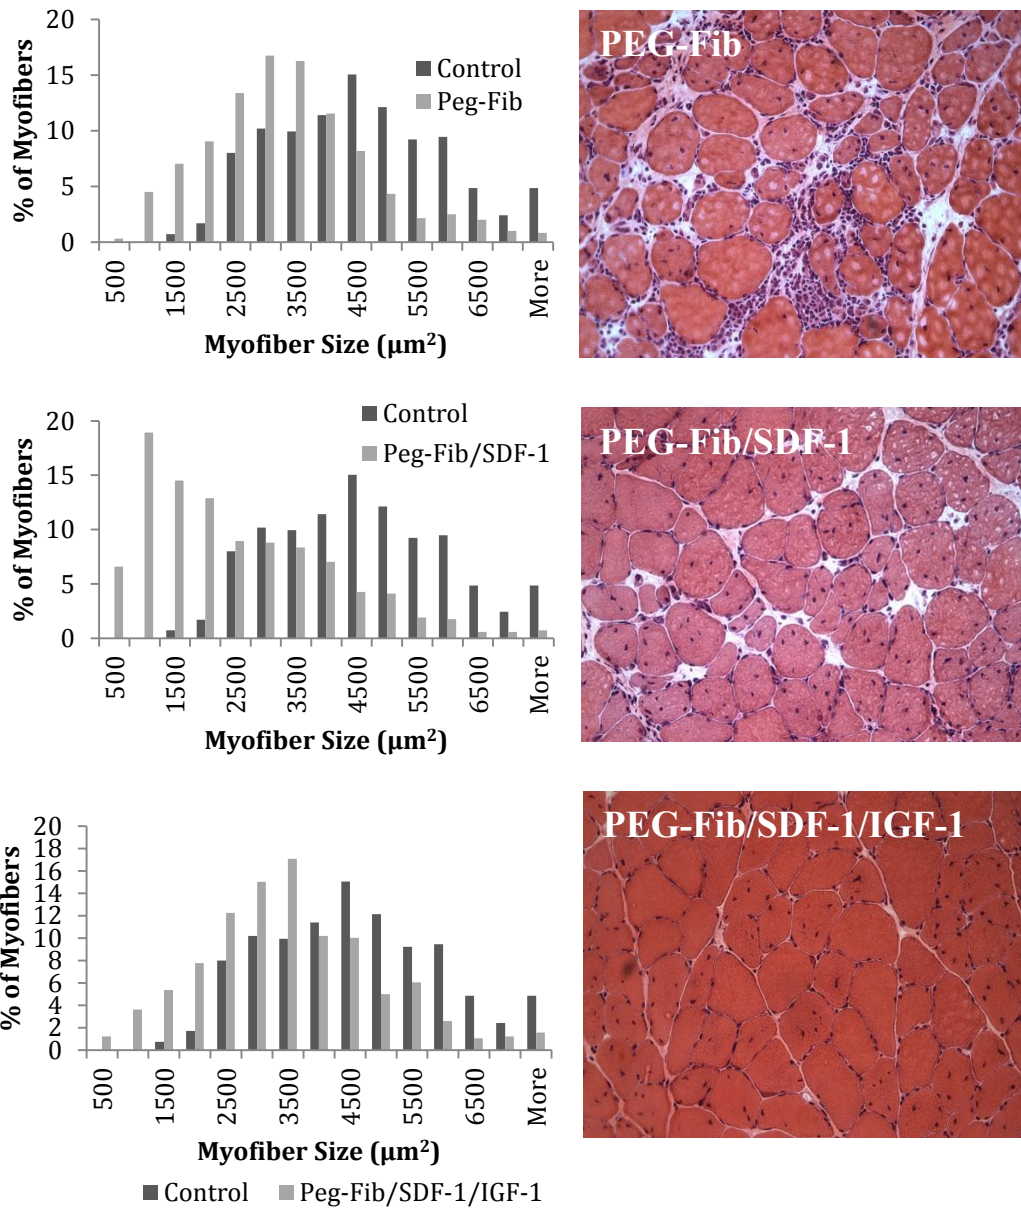 20
15
10
5
0
% of Myofibers
Control
Peg-Fib
500
1500
2500
3500
4500
5500
6500
More
Myofiber Size (µm²)
PEG-Fib
20
15
10
5
0
% of Myofibers
Control
Peg-Fib/SDF-1
500
1500
2500
3500
4500
5500
6500
More
Myofiber Size (µm²)
PEG-Fib/SDF-1
20
18
16
14
12
10
8
6
4
2
0
% of Myofibers
500
1500
2500
3500
4500
5500
6500
More
Myofiber Size (µm²)
Control
Peg-Fib/SDF-1/IGF-1
PEG-Fib/SDF-1/IGF-1